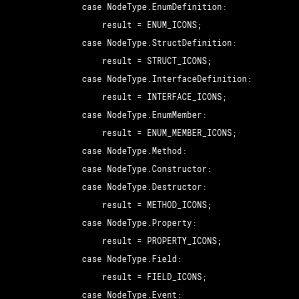 case NodeType.EnumDefinition:
result = ENUM_ICONS;
case NodeType.StructDefinition:
result = STRUCT_ICONS;
case NodeType.InterfaceDefinition:
result = INTERFACE_ICONS;
case NodeType.EnumMember:
result = ENUM_MEMBER_ICONS;
case NodeType.Method:
case NodeType.Constructor:
case NodeType.Destructor:
result = METHOD_ICONS;
case NodeType.Property:
result = PROPERTY_ICONS;
case NodeType.Field:
result = FIELD_ICONS;
case NodeType.Event: